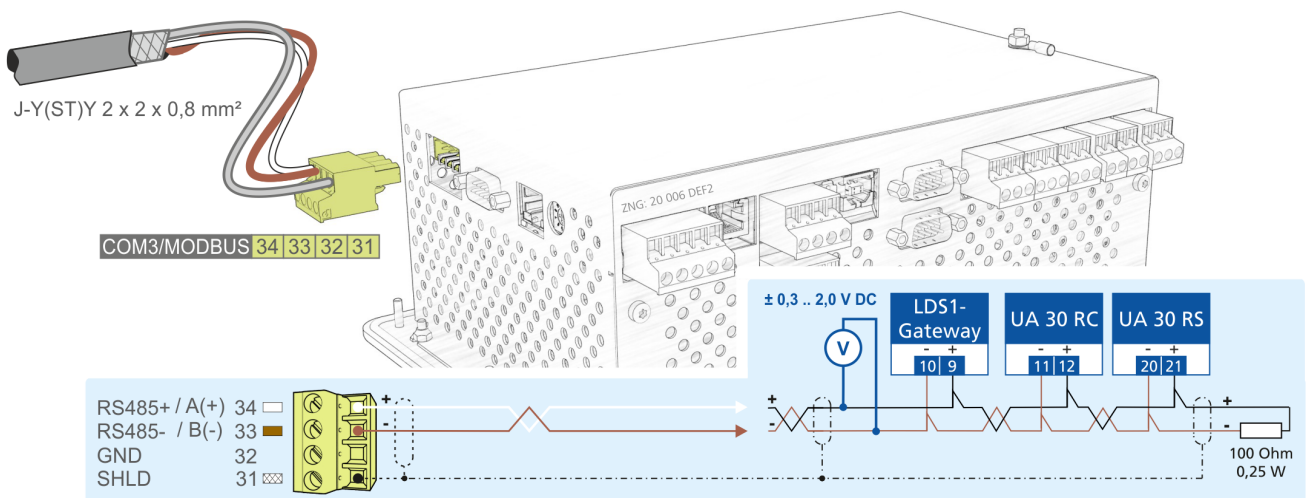 J-Y(ST)Y 2 x 2 x 0,8 mm²
COM3/MODBUS 34 33 32 31
ZNG: 20 006 DEF2
± 0,3 .. 2,0 V DC
V
LDS1-
Gateway
- +
10 9
UA 30 RC
- +
11 12
UA 30 RS
- +
20 21
RS485+ / A(+) 34
RS485- / B(-) 33
GND 32
SHLD 31
+
-
+
-
+
-
100 Ohm
0,25 W